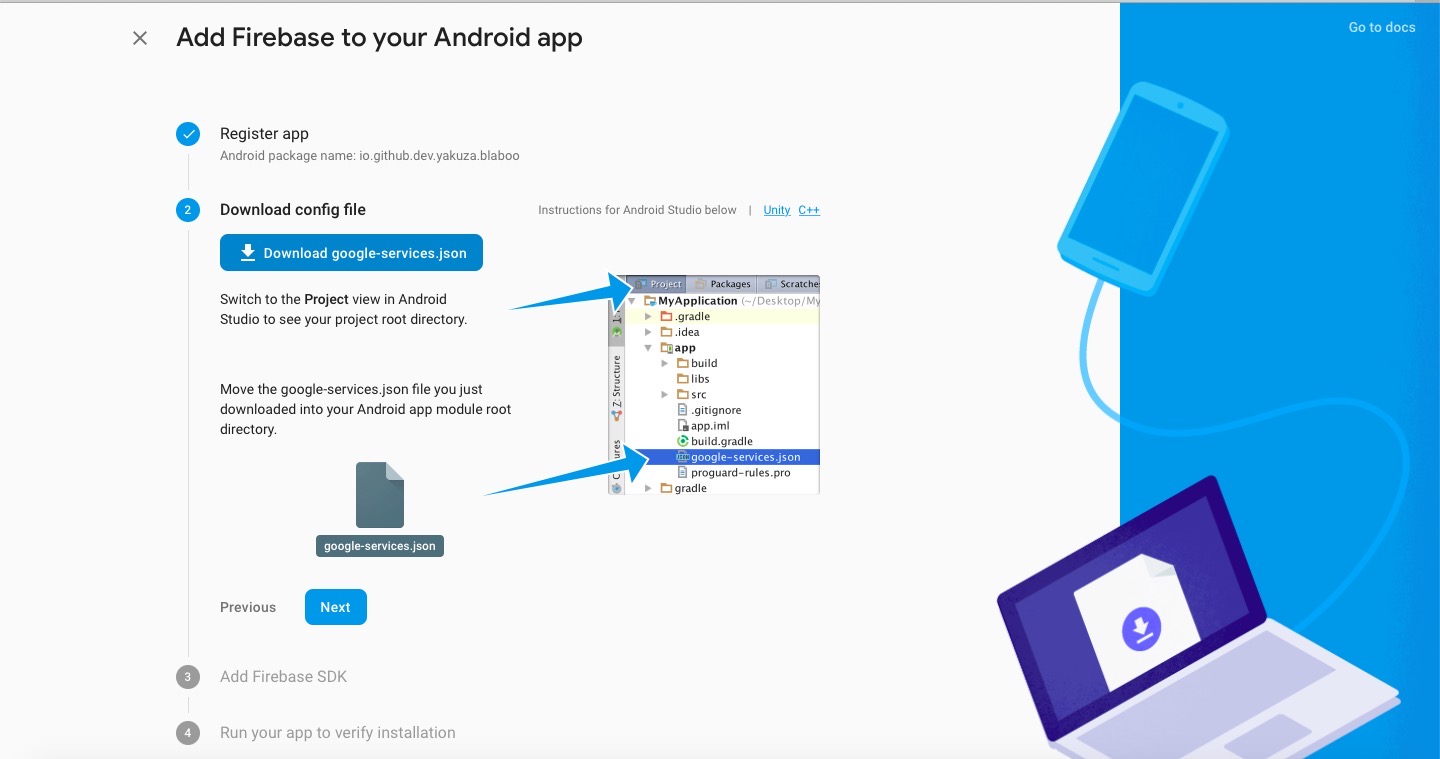 Go to docs
Add Firebase to your Android app
Register app
Android package name: io.github.dev.yakuza.blaboo
2
Download config file
Instructions for Android Studio below | Unity C++
Download google-services.json
Switch to the Project view in Android
Studio to see your project root directory.
Move the google-services.json file you just
downloaded into your Android app module root
directory.
google-services.json
Project Packages Scratches
MyApplication (~/Desktop/My
.gradle
.idea
app
build
libs
src
.gitignore
app.iml
build.gradle
google-services.json
proguard-rules.pro
gradle
Z: Structure
Previous
Next
3
Add Firebase SDK
4
Run your app to verify installation